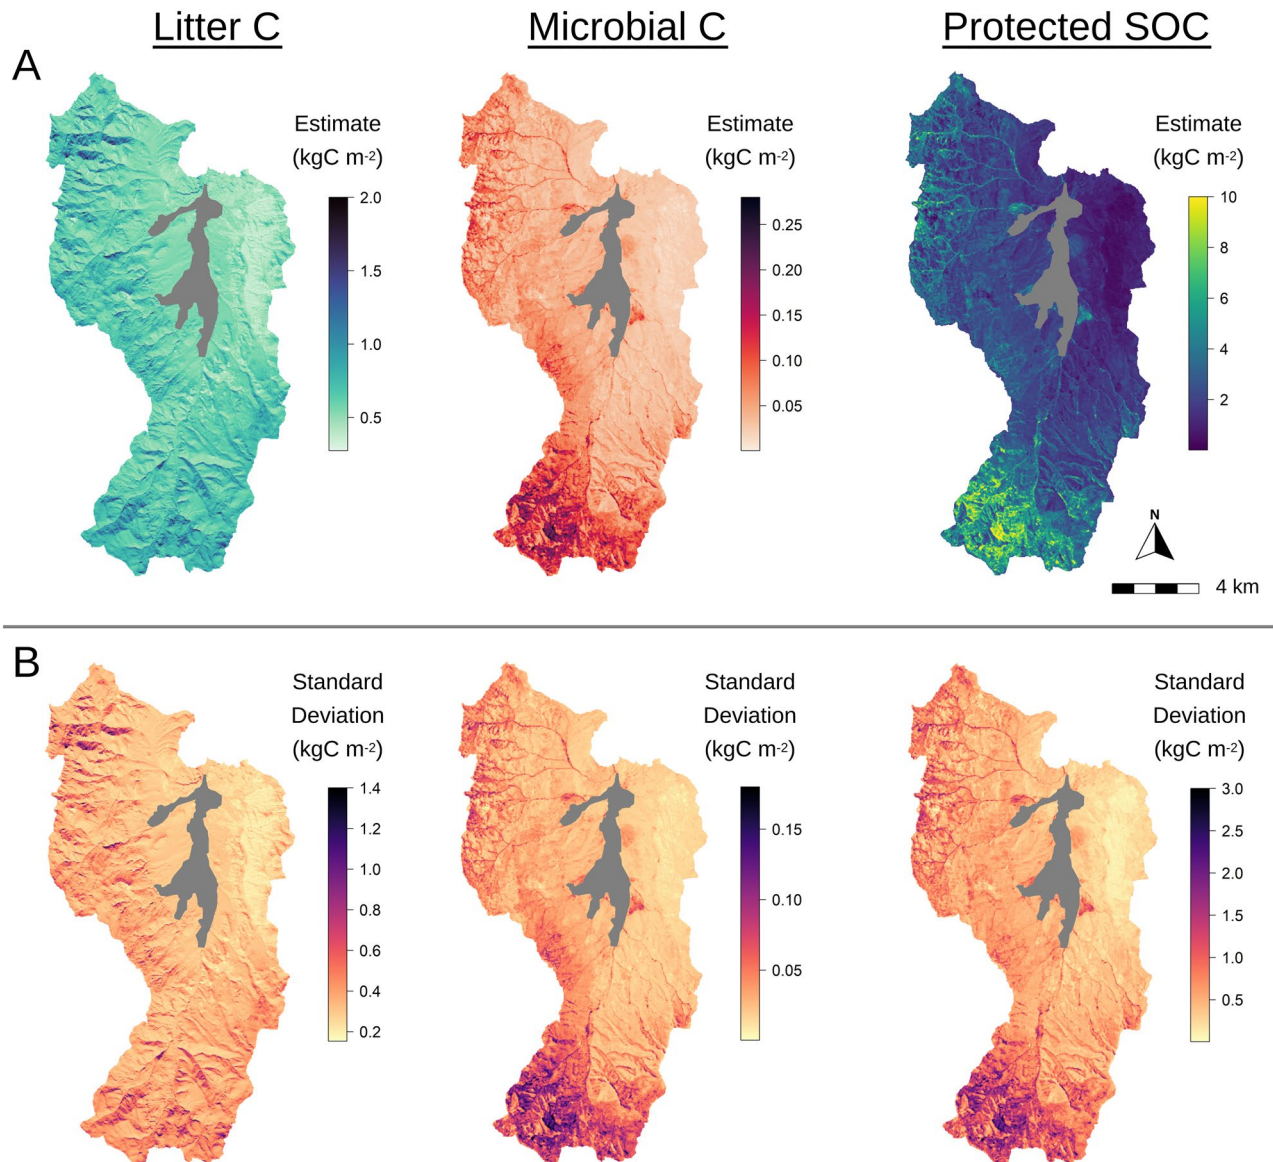 Litter C
Microbial C
Protected SOC
A
Estimate
(kgC m-2)
2.0
1.5
1.0
0.5
Estimate
(kgC m-2)
0.25
0.20
0.15
0.10
0.05
Estimate
(kgC m-2)
10
8
6
4
2
N
4 km
B
Standard
Deviation
(kgC m-2)
1.4
1.2
1.0
0.8
0.6
0.4
0.2
Standard
Deviation
(kgC m-2)
0.15
0.10
0.05
Standard
Deviation
(kgC m-2)
3.0
2.5
2.0
1.5
1.0
0.5